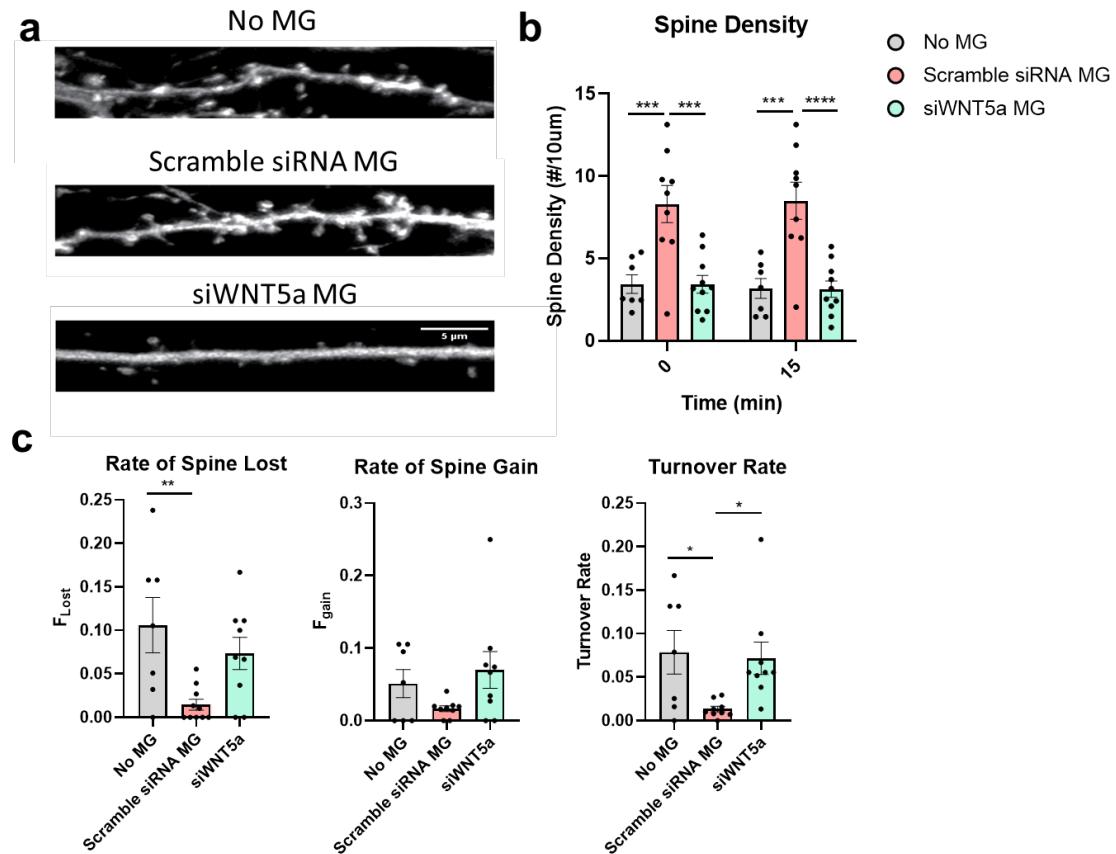 a
No MG
Scramble siRNA MG
siWNT5a MG
5 µm
b
Spine Density
No MG
Scramble siRNA MG
siWNT5a MG
Spine Density (#/10um)
15
10
5
0
*** *** *** ****
0 15
Time (min)
c
Rate of Spine Lost
**
F Lost
0.25
0.20
0.15
0.10
0.05
0.00
No MG
Scramble siRNA MG
siWNT5a
Rate of Spine Gain
F gain
0.3
0.2
0.1
0.0
No MG
Scramble siRNA MG
siWNT5a
Turnover Rate
*
*
Turnover Rate
0.25
0.20
0.15
0.10
0.05
0.00
No MG
Scramble siRNA MG
siWNT5a